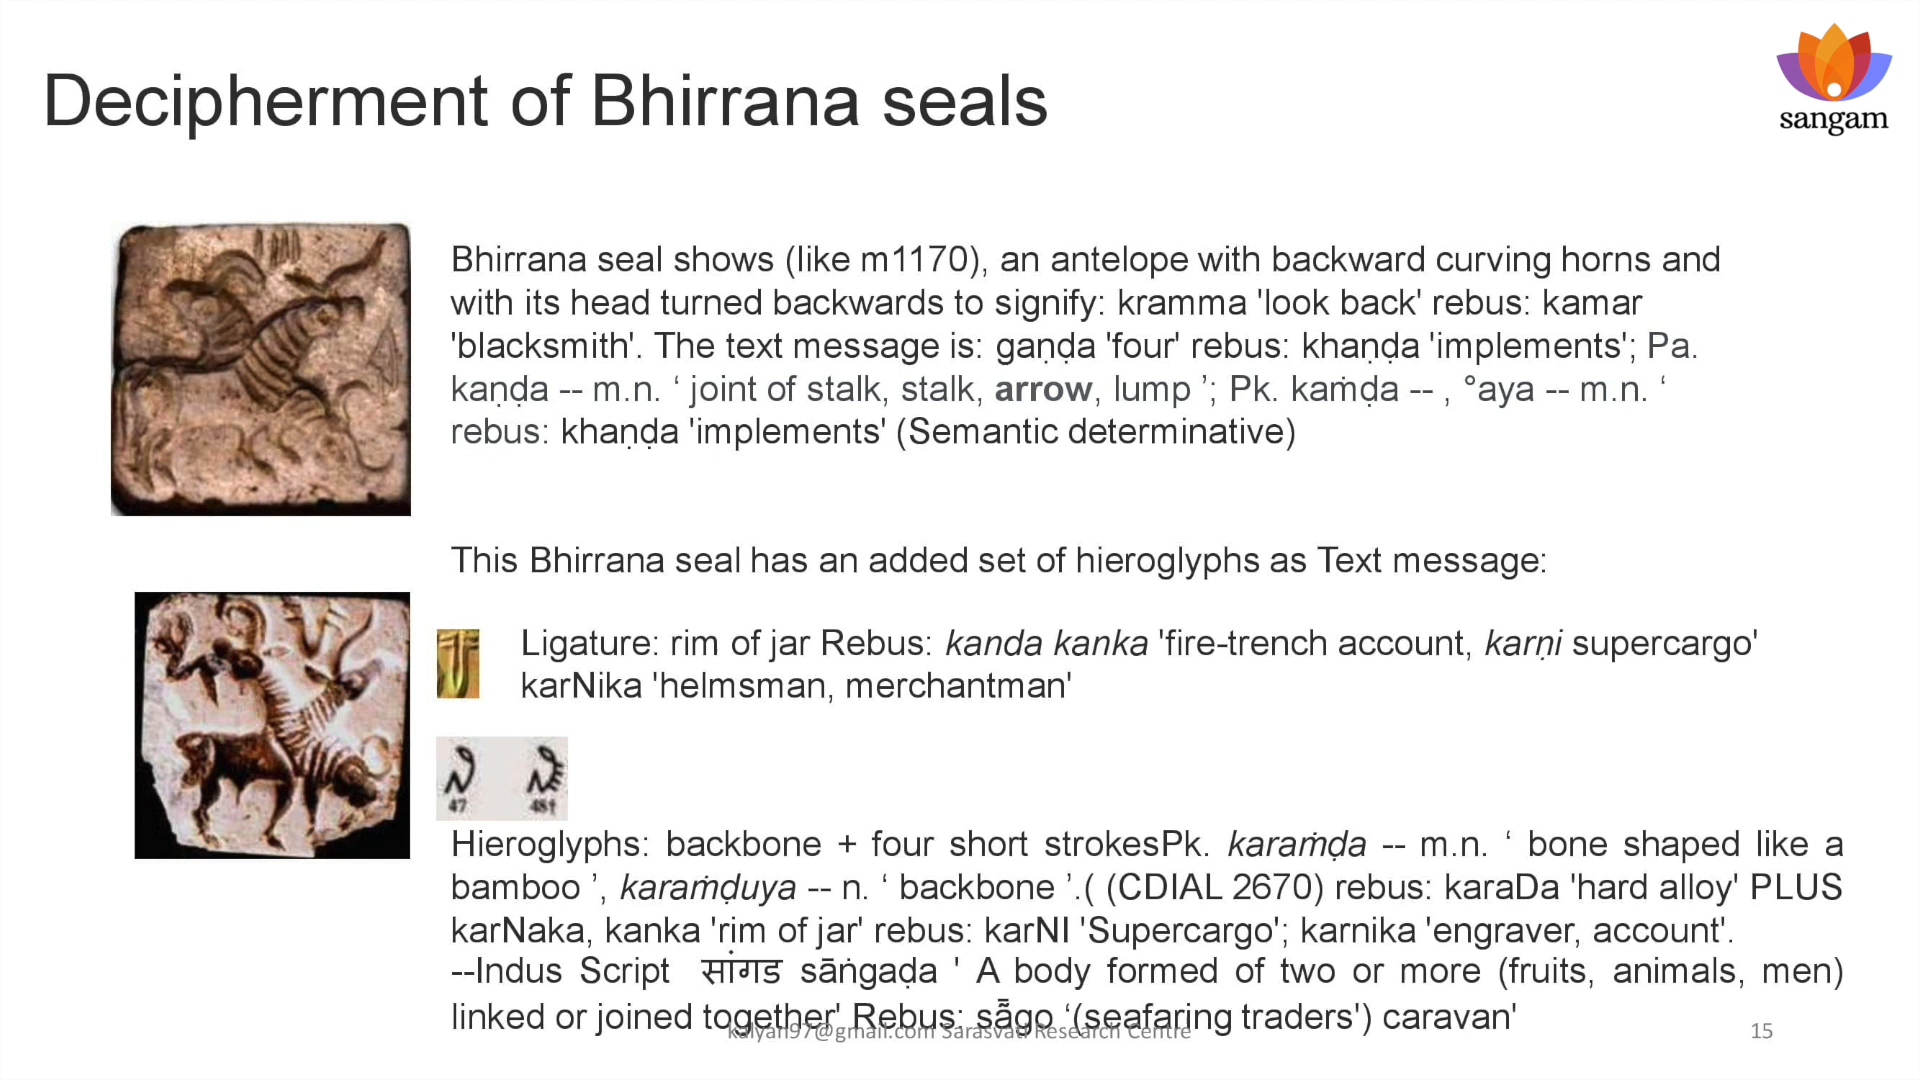 Decipherment of Bhirrana seals
sangam
Bhirrana seal shows (like m1170), an antelope with backward curving horns and
with its head turned backwards to signify: kramma 'look back' rebus: kamar
'blacksmith'. The text message is: gaṇḍa 'four' rebus: khaṇḍa 'implements'; Pa.
kaṇḍa -- m.n. ‘ joint of stalk, stalk, arrow, lump ’; Pk. kaṁḍa -- , °aya -- m.n. ‘
rebus: khaṇḍa 'implements' (Semantic determinative)
This Bhirrana seal has an added set of hieroglyphs as Text message:
Ligature: rim of jar Rebus: kanda kanka 'fire-trench account, karṇi supercargo'
karNika 'helmsman, merchantman'
47 48†
Hieroglyphs: backbone + four short strokesPk. karaṁḍa -- m.n. ‘ bone shaped like a
bamboo ’, karaṁḍuya -- n. ‘ backbone ’.( (CDIAL 2670) rebus: karaDa 'hard alloy' PLUS
karNaka, kanka 'rim of jar' rebus: karNI 'Supercargo'; karnika 'engraver, account'.
--Indus Script सांगड sāṅgaḍa ' A body formed of two or more (fruits, animals, men)
linked or joined together' Rebus: sā̃go ‘(seafaring traders') caravan'
kalyan97@gmail.com Sarasvati Research Centre
15